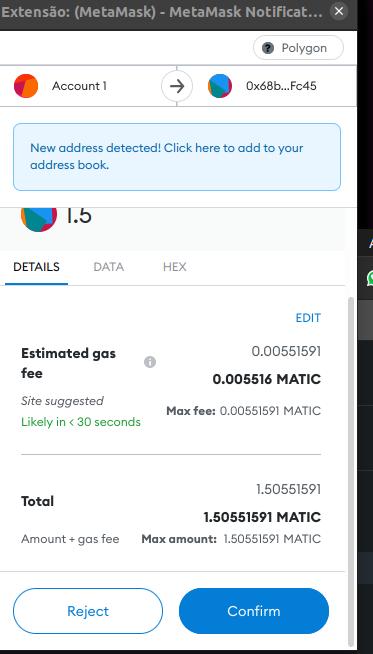 Extensão: (MetaMask) - MetaMask Notificat...
Polygon
Account 1
0x68b...Fc45
New address detected! Click here to add to your
address book.
1.5
DETAILS DATA HEX
EDIT
Estimated gas
fee
0.00551591
0.005516 MATIC
Site suggested
Likely in < 30 seconds
Max fee: 0.00551591 MATIC
Total
1.50551591
1.50551591 MATIC
Amount + gas fee Max amount: 1.50551591 MATIC
Reject Confirm